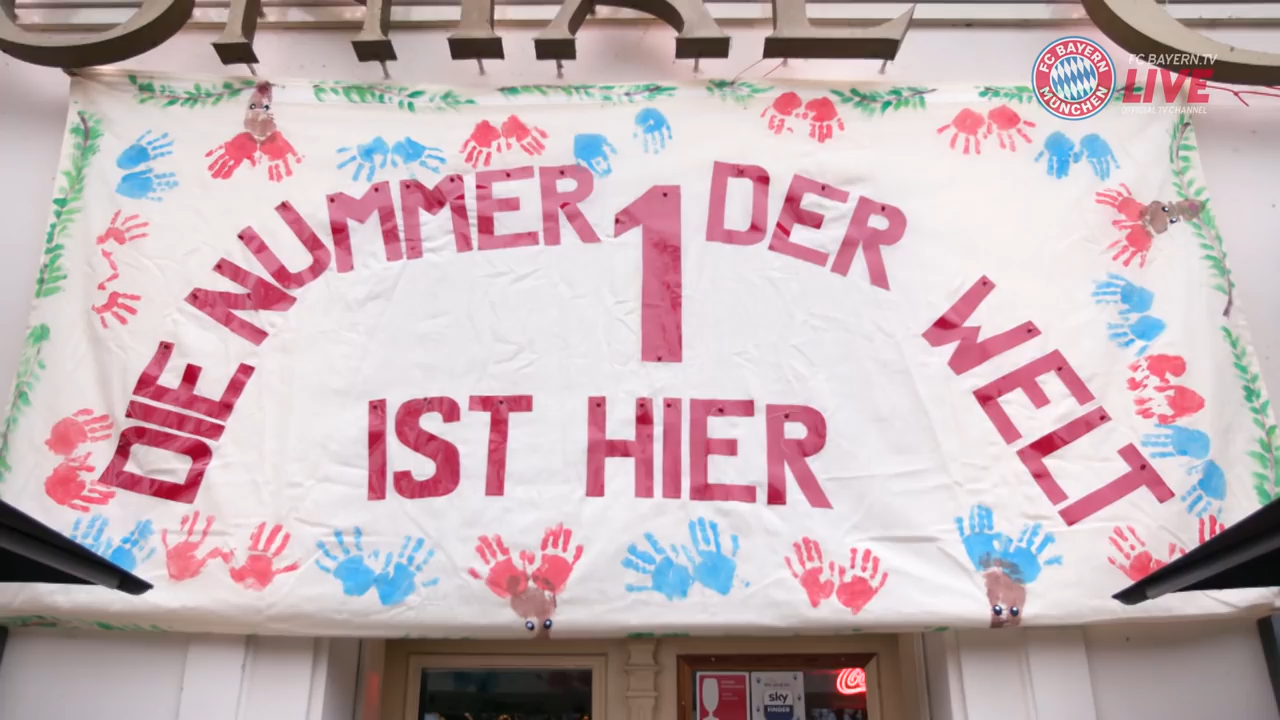 FC BAYERN
MÜNCHEN
FC BAYERN.TV
LIVE
OFFICIAL TV CHANNEL
DIE NUMMER 1 DER WELT
IST HIER
sky